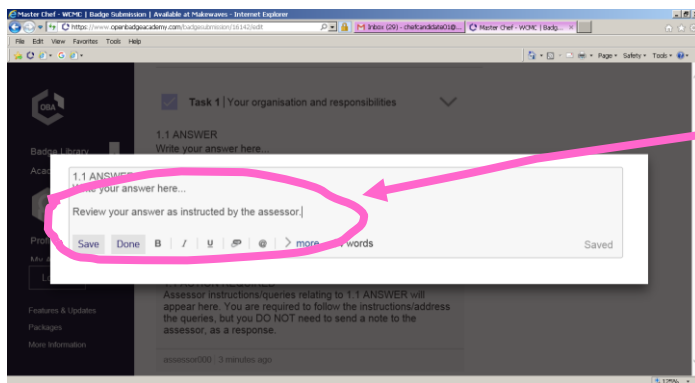 Master Chef - WCMC | Badge Submission | Available at Makewaves - Internet Explorer
https://www.openbadgeacademy.com/badgesubmission/16142/edit
Inbox (29) - chefcandidate01@...
Master Chef - WCMC | Badg...
File Edit View Favorites Tools Help
Page Safety Tools
OBA
Task 1 | Your organisation and responsibilities
1.1 ANSWER
Write your answer here...
Badge Library
Acad
1.1 ANSWER
Write your answer here...
Review your answer as instructed by the assessor.
Prof
Save Done B I U @ > more words
Saved
My
Lo
Assessor instructions/queries relating to 1.1 ANSWER will
appear here. You are required to follow the instructions/address
the queries, but you DO NOT need to send a note to the
assessor, as a response.
Features & Updates
Packages
More Information
assessor000 | 3 minutes ago
125%